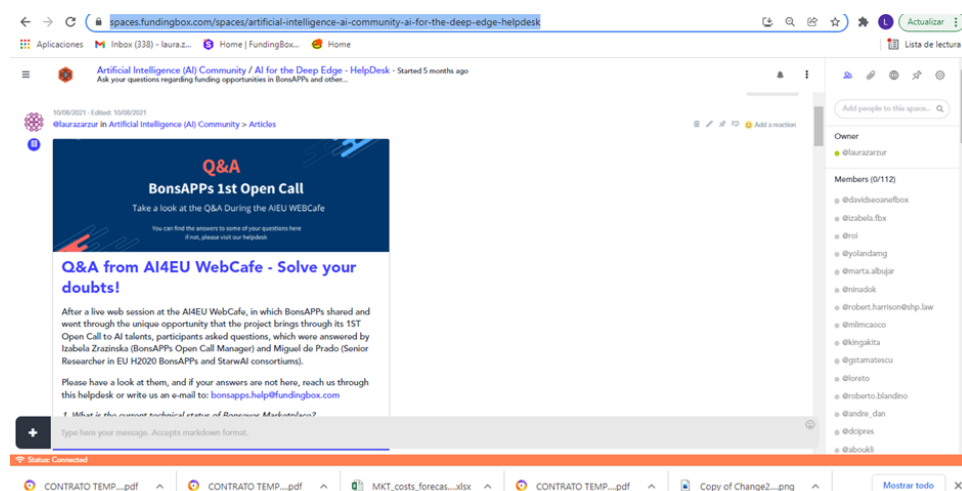 spaces.fundingbox.com/spaces/artificial-intelligence-ai-community-ai-for-the-deep-edge-helpdesk
L
Actualizar
Aplicaciones
Inbox (338) - laura.z...
Home | FundingBox...
Home
Lista de lectura
Artificial Intelligence (AI) Community / AI for the Deep Edge - HelpDesk · Started 5 months ago
Ask your questions regarding funding opportunities in BonsAPPs and other...
10/08/2021 · Edited: 10/08/2021
@laurazarzur in Artificial Intelligence (AI) Community > Articles
Add a reaction
Q&A
BonsAPPs 1st Open Call
Take a look at the Q&A During the AIEU WEBCafe
You can find the answers to some of your questions here
if not, please visit our helpdesk
Q&A from AI4EU WebCafe - Solve your
doubts!
After a live web session at the AI4EU WebCafe, in which BonsAPPs shared and
went through the unique opportunity that the project brings through its 1ST
Open Call to AI talents, participants asked questions, which were answered by
Izabela Zrazinska (BonsAPPs Open Call Manager) and Miguel de Prado (Senior
Researcher in EU H2020 BonsAPPs and StarwAI consortiums).
Please have a look at them, and if your answers are not here, reach us through
this helpdesk or write us an e-mail to: bonsapps.help@fundingbox.com
1. What is the current technical status of Bonsapps Marketplace?
Type here your message. Accepts markdown format.
Add people to this space..
Owner
@laurazarzur
Members (0/112)
@davidseoanefbox
@izabela.fbx
@roi
@yolandamg
@marta.albujar
@ninadok
@robert.harrison@shp.law
@mlimcaoco
@kingakita
@gstamatescu
@loreto
@roberto.blandino
@andre_dan
@dcipres
@aboukli
Status: Connected
CONTRATO TEMP....pdf
CONTRATO TEMP....pdf
MKT_costs_forecas....xlsx
CONTRATO TEMP....pdf
Copy of Change2....png
Mostrar todo